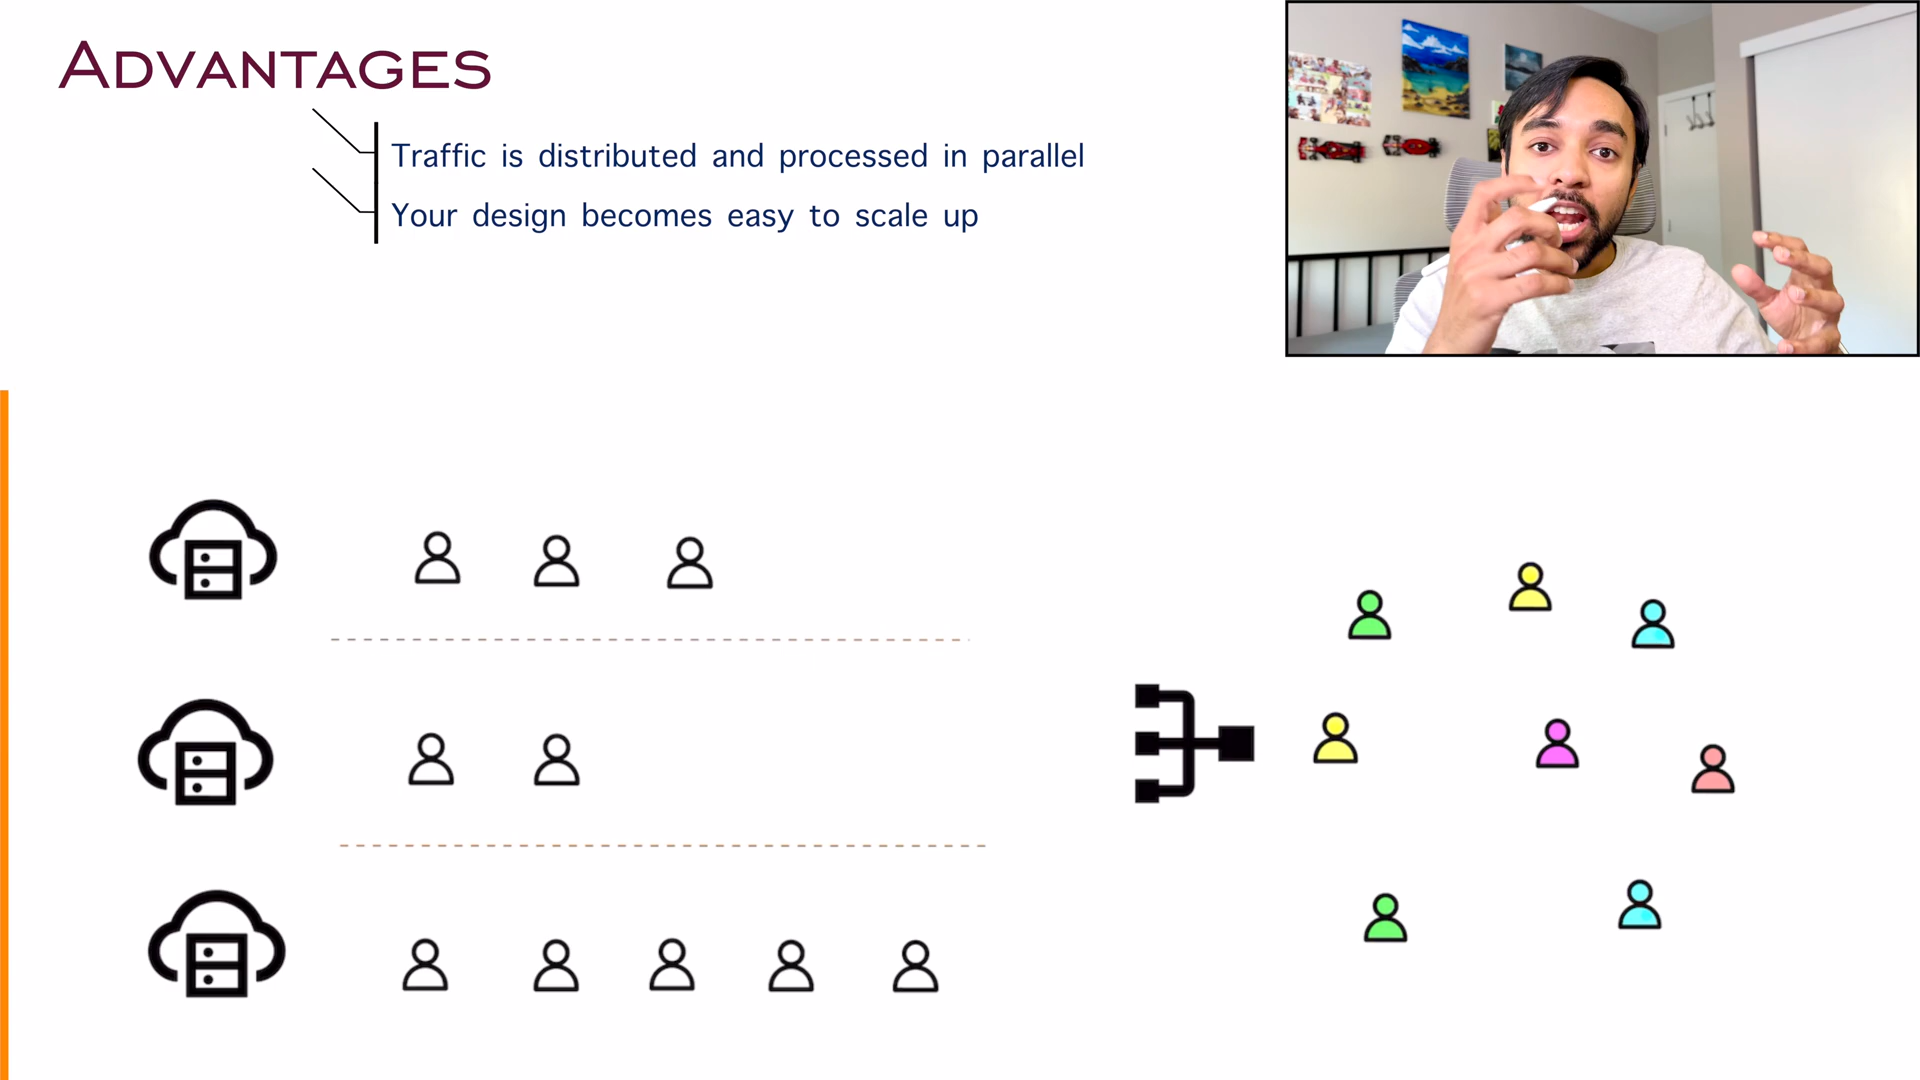 ADVANTAGES
Traffic is distributed and processed in parallel
Your design becomes easy to scale up